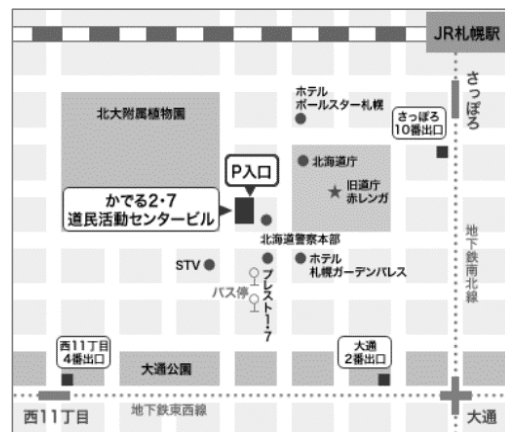 JR札幌駅
さっぽろ
ホテル
ポールスター札幌
さっぽろ
10番出口
北大附属植物園
P入口
北海道庁
旧道庁
赤レンガ
かでる2・7
道民活動センタービル
北海道警察本部
地下鉄南北線
STV
ホテル
札幌ガーデンパレス
バス停
プレスト1・7
西11丁目
4番出口
大通公園
大通
2番出口
西11丁目
地下鉄東西線
大通